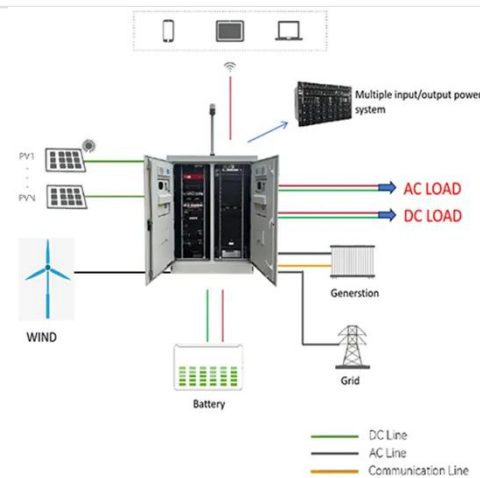 Multiple input/output power
system
PV1
PVN
AC LOAD
DC LOAD
Generstion
WIND
Grid
Battery
DC Line
AC Line
Communication Line